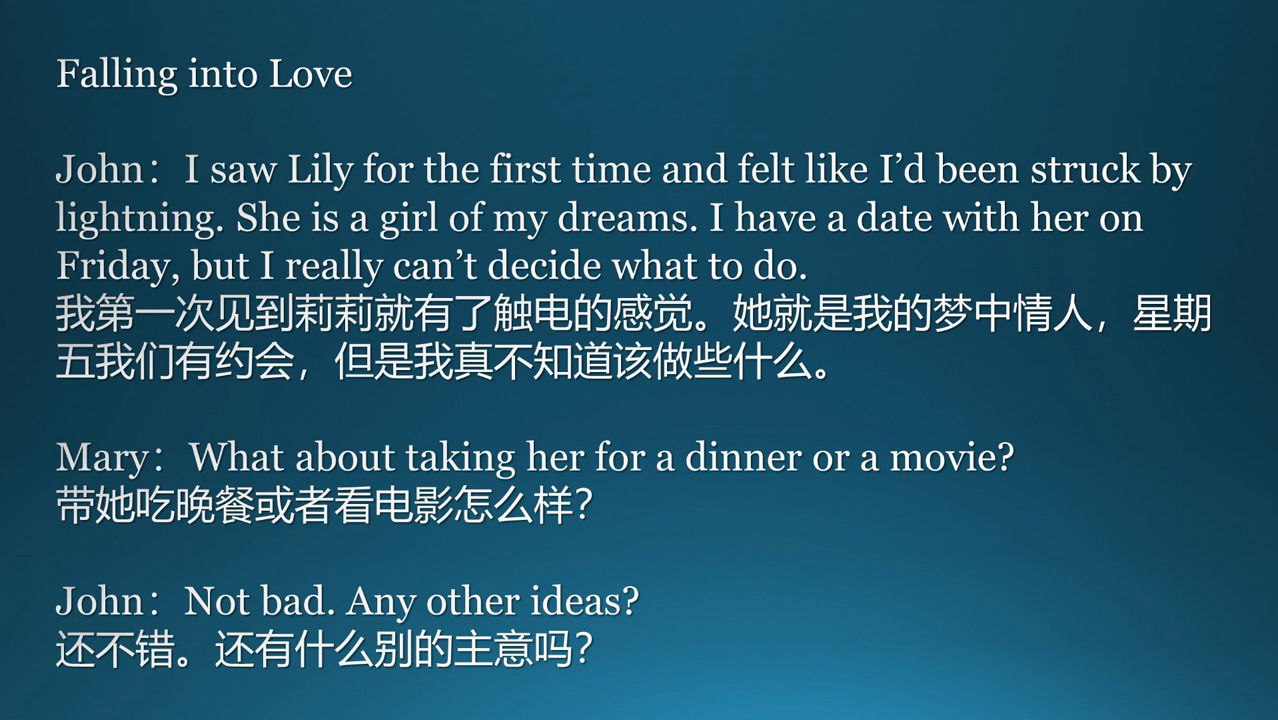 Falling into Love
John：I saw Lily for the first time and felt like I’d been struck by
lightning. She is a girl of my dreams. I have a date with her on
Friday, but I really can’t decide what to do.
我第一次见到莉莉就有了触电的感觉。她就是我的梦中情人，星期
五我们有约会，但是我真不知道该做些什么。
Mary：What about taking her for a dinner or a movie?
带她吃晚餐或者看电影怎么样？
John：Not bad. Any other ideas?
还不错。还有什么别的主意吗？